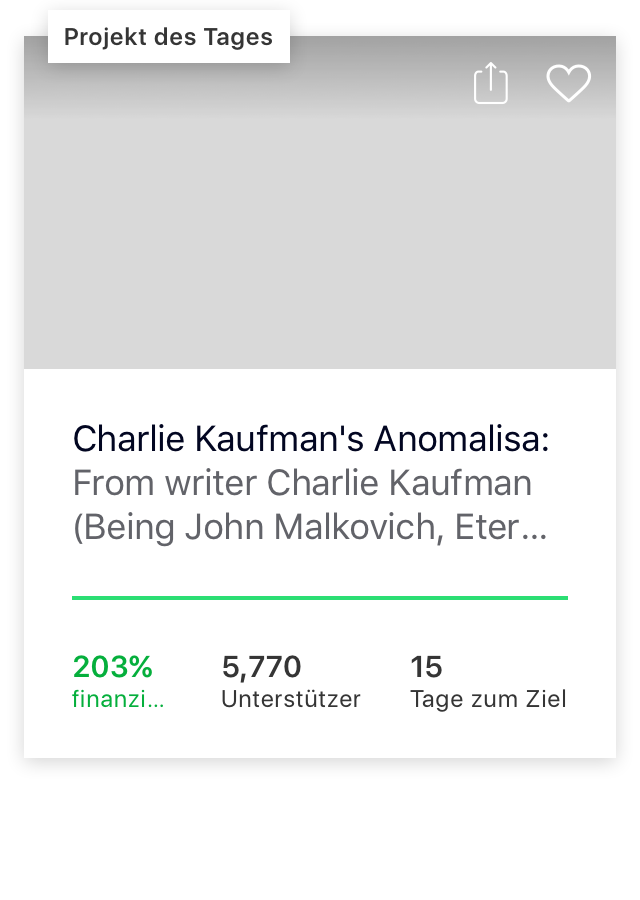 Projekt des Tages
Charlie Kaufman's Anomalisa:
From writer Charlie Kaufman
(Being John Malkovich, Eter...
203%
5,770
15
finanzi...
Unterstützer
Tage zum Ziel